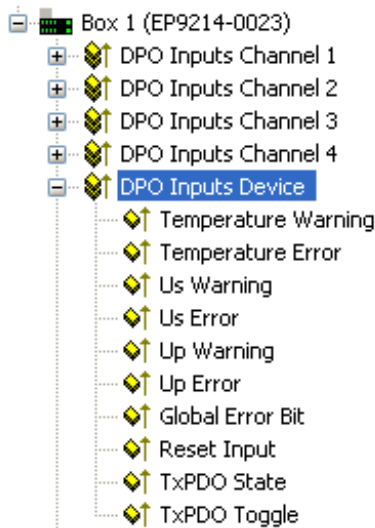 Box 1 (EP9214-0023)
DPO Inputs Channel 1
DPO Inputs Channel 2
DPO Inputs Channel 3
DPO Inputs Channel 4
DPO Inputs Device
Temperature Warning
Temperature Error
Us Warning
Us Error
Up Warning
Up Error
Global Error Bit
Reset Input
TxPDO State
TxPDO Toggle